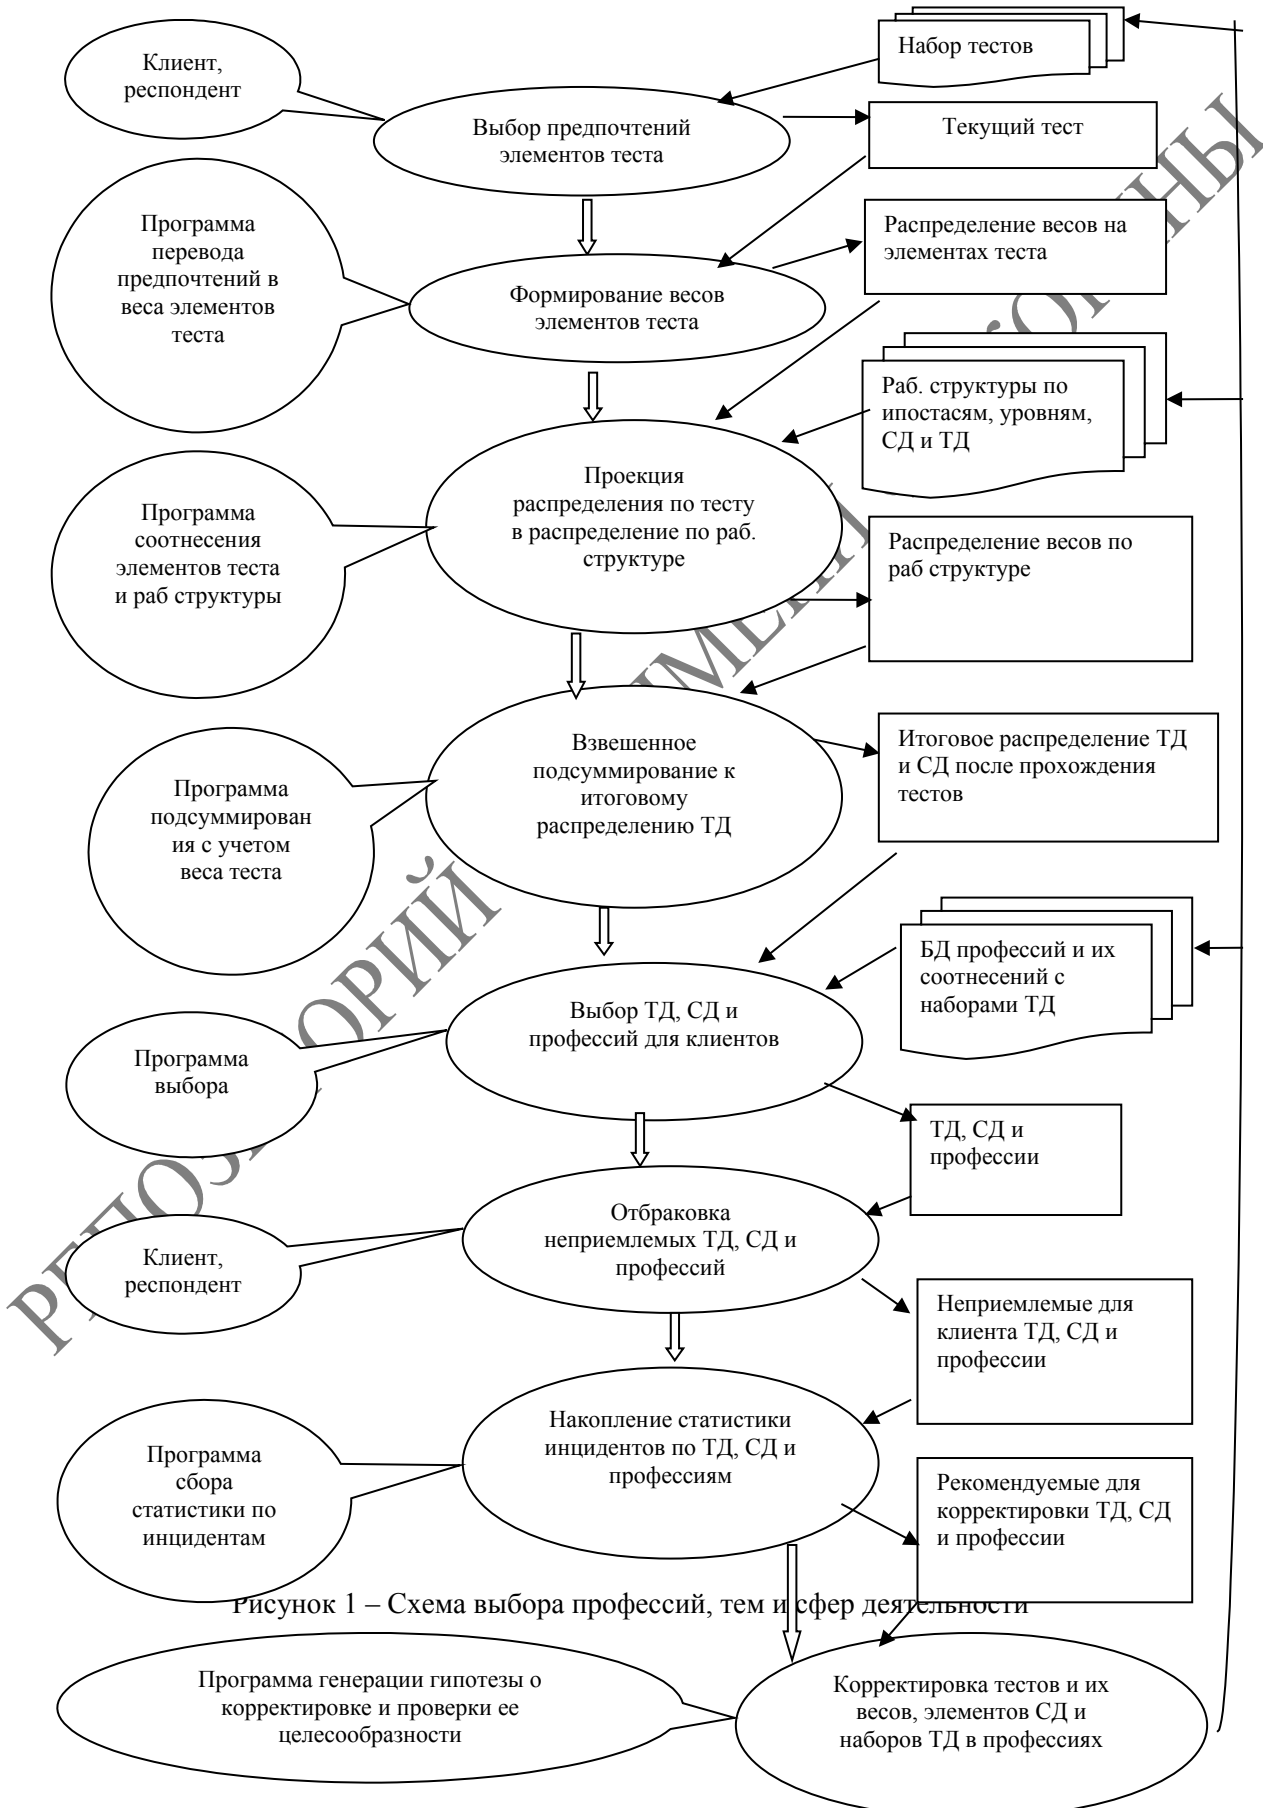 Клиент,
респондент
Набор тестов
Выбор предпочтений
элементов теста
Текущий тест
Программа
перевода
предпочтений в
веса элементов
теста
Распределение весов на
элементах теста
Формирование весов
элементов теста
Раб. структуры по
ипостасям, уровням,
СД и ТД
Проекция
распределения по тесту
в распределение по раб.
структуре
Программа
соотнесения
элементов теста
и раб структуры
Распределение весов по
раб структуре
Взвешенное
подсуммирование к
итоговому
распределению ТД
Итоговое распределение ТД
и СД после прохождения
тестов
Программа
подсуммирован
ия с учетом
веса теста
БД профессий и их
соотнесений с
наборами ТД
Выбор ТД, СД и
профессий для клиентов
Программа
выбора
ТД, СД и
профессии
Отбраковка
неприемлемых ТД, СД и
профессий
Клиент,
респондент
Неприемлемые для
клиента ТД, СД и
профессии
Накопление статистики
инцидентов по ТД, СД и
профессиям
Программа
сбора
статистики по
инцидентам
Рекомендуемые для
корректировки ТД, СД
и профессии
Рисунок 1 – Схема выбора профессий, тем и сфер деятельности
Программа генерации гипотезы о
корректировке и проверки ее
целесообразности
Корректировка тестов и их
весов, элементов СД и
наборов ТД в профессиях